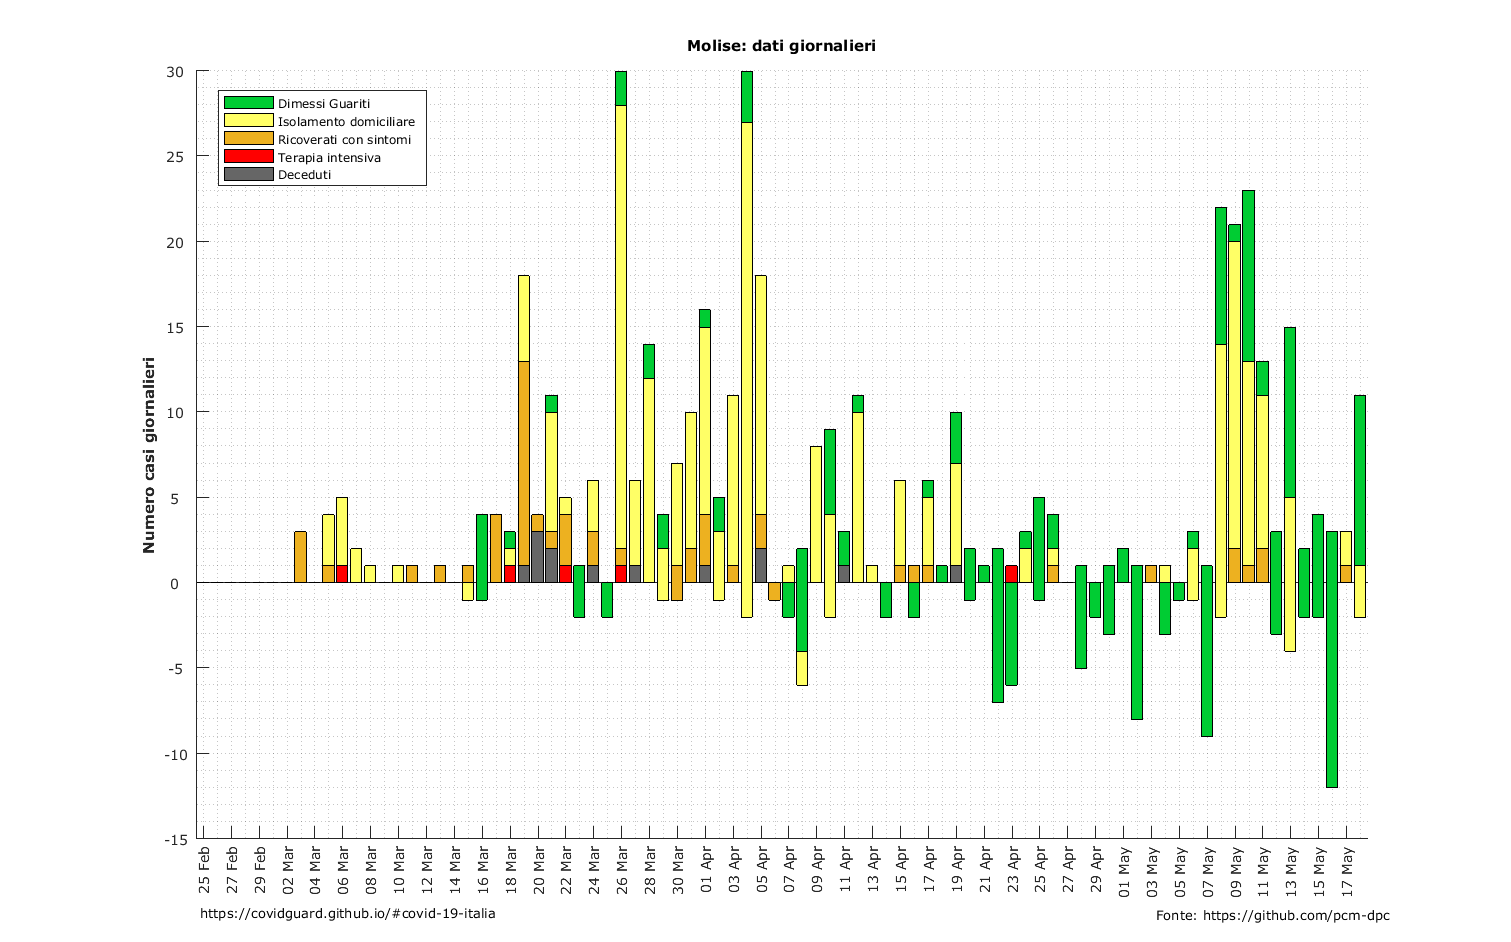 Molise: dati giornalieri
Dimessi Guariti
Isolamento domiciliare
Ricoverati con sintomi
Terapia intensiva
Deceduti
Numero casi giornalieri
30
25
20
15
10
5
0
-5
-10
-15
25 Feb
27 Feb
29 Feb
02 Mar
04 Mar
06 Mar
08 Mar
10 Mar
12 Mar
14 Mar
16 Mar
18 Mar
20 Mar
22 Mar
24 Mar
26 Mar
28 Mar
30 Mar
01 Apr
03 Apr
05 Apr
07 Apr
09 Apr
11 Apr
13 Apr
15 Apr
17 Apr
19 Apr
21 Apr
23 Apr
25 Apr
27 Apr
29 Apr
01 May
03 May
05 May
07 May
09 May
11 May
13 May
15 May
17 May
https://covidguard.github.io/#covid-19-italia
Fonte: https://github.com/pcm-dpc